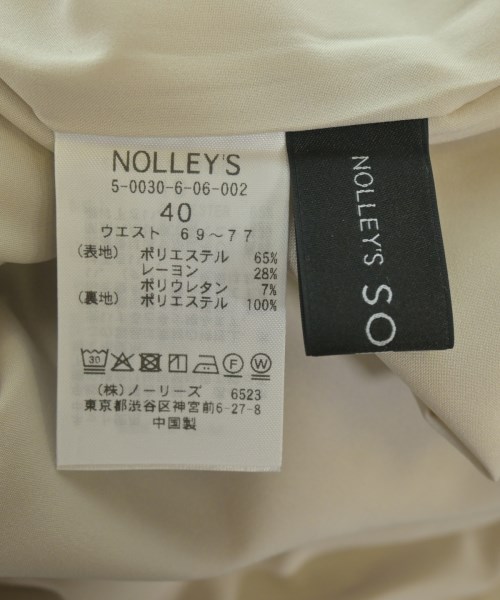 NOLLEY'S
5-0030-6-06-002
40
ウエスト 69～77
(表地) ポリエステル 65%
レーヨン 28%
ポリウレタン 7%
(裏地) ポリエステル 100%
30
F
W
(株)ノーリーズ 6523
東京都渋谷区神宮前6-27-8
中国製
NOLLEY'S SO